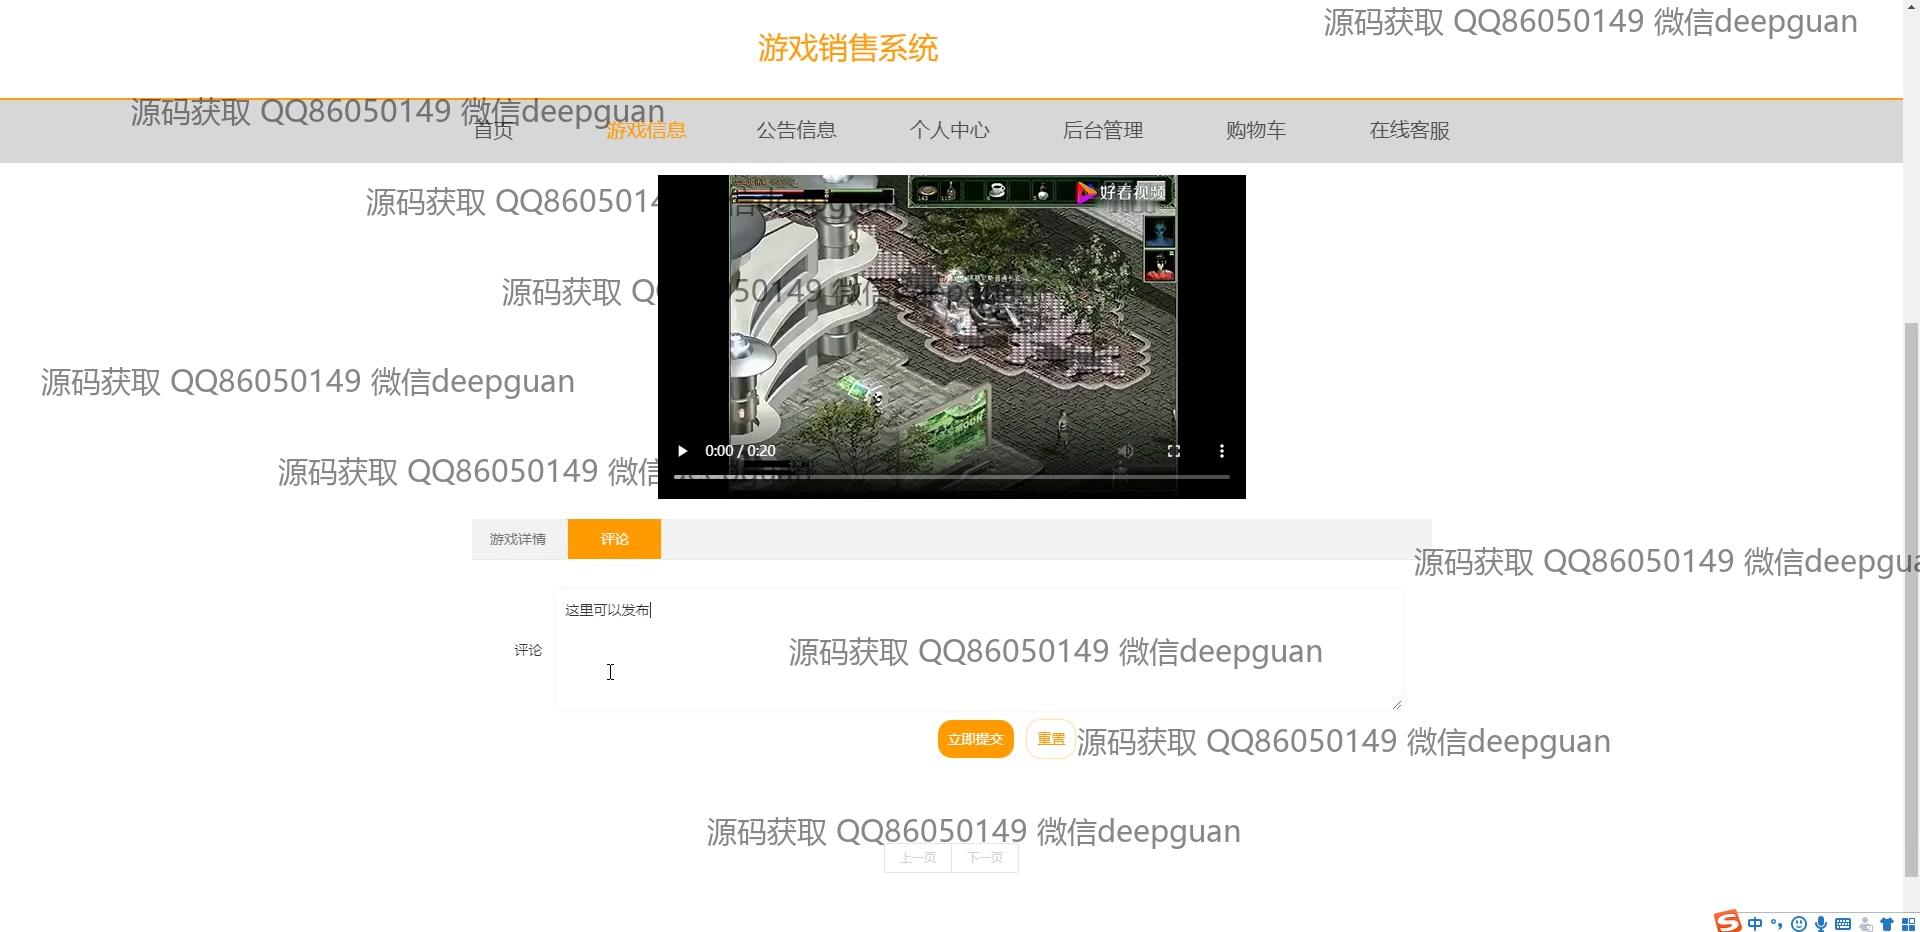 源码获取 QQ86050149 微信deepguan
游戏销售系统
源码获取 QQ86050149 微信deepguan
首页 游戏信息 公告信息 个人中心 后台管理 购物车 在线客服
好看视频
源码获取 QQ8605014
源码获取 Q 50149 微信
源码获取 QQ86050149 微信deepguan
0:00 / 0:20
源码获取 QQ86050149 微信deepguan
游戏详情 评论
源码获取 QQ86050149 微信deepgua
这里可以发布
评论
源码获取 QQ86050149 微信deepguan
立即提交 重置
源码获取 QQ86050149 微信deepguan
源码获取 QQ86050149 微信deepguan
上一页 下一页
中